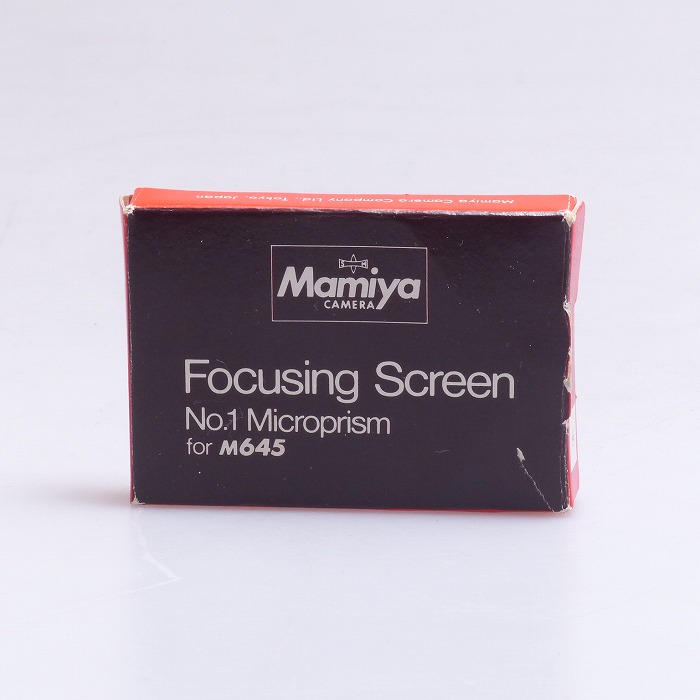 Mamiya Camera Company Ltd., Tokyo, Japan
S M
Mamiya
CAMERA
Focusing Screen
No.1 Microprism
for M645